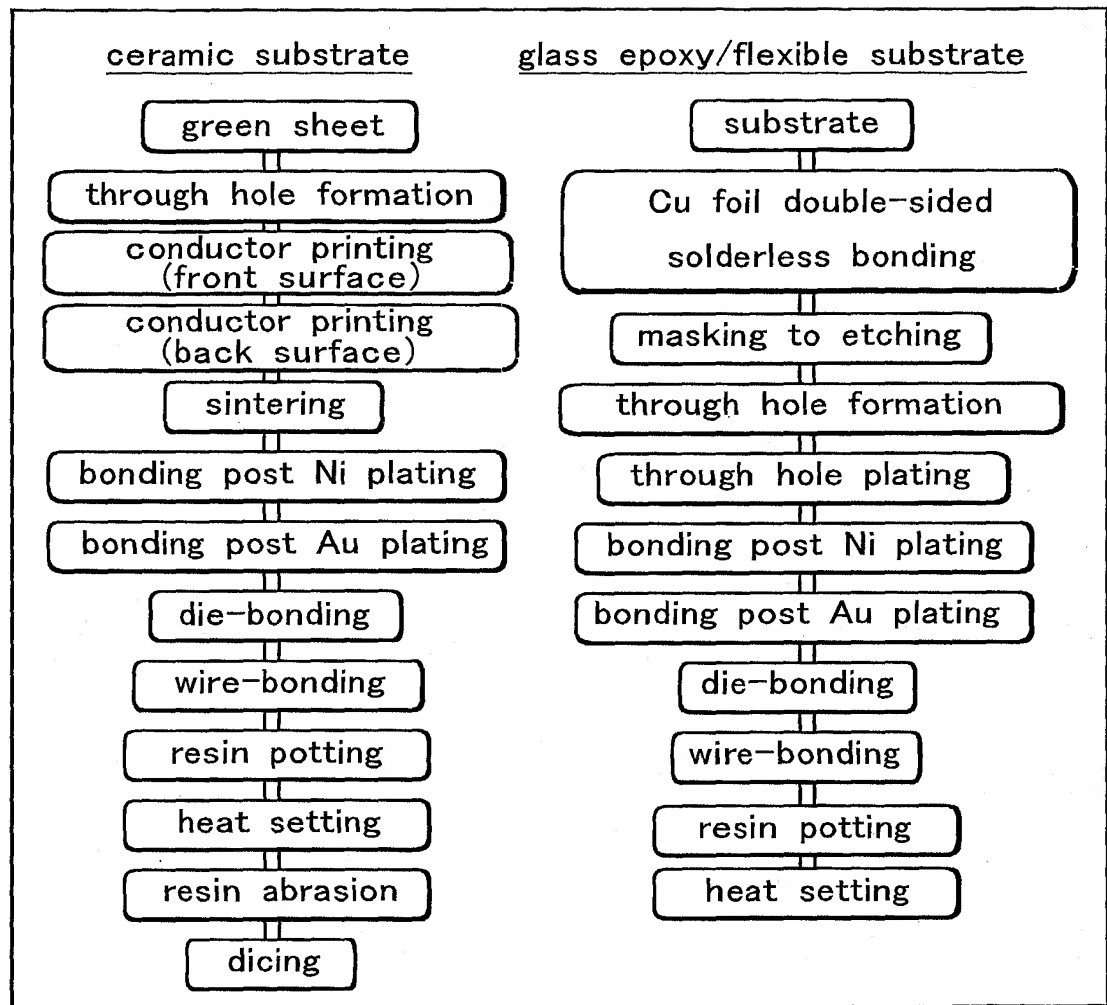 ceramic substrate
green sheet
through hole formation
conductor printing
(front surface)
conductor printing
(back surface)
sintering
bonding post Ni plating
bonding post Au plating
die-bonding
wire-bonding
resin potting
heat setting
resin abrasion
dicing
glass epoxy/flexible substrate
substrate
Cu foil double-sided
solderless bonding
masking to etching
through hole formation
through hole plating
bonding post Ni plating
bonding post Au plating
die-bonding
wire-bonding
resin potting
heat setting